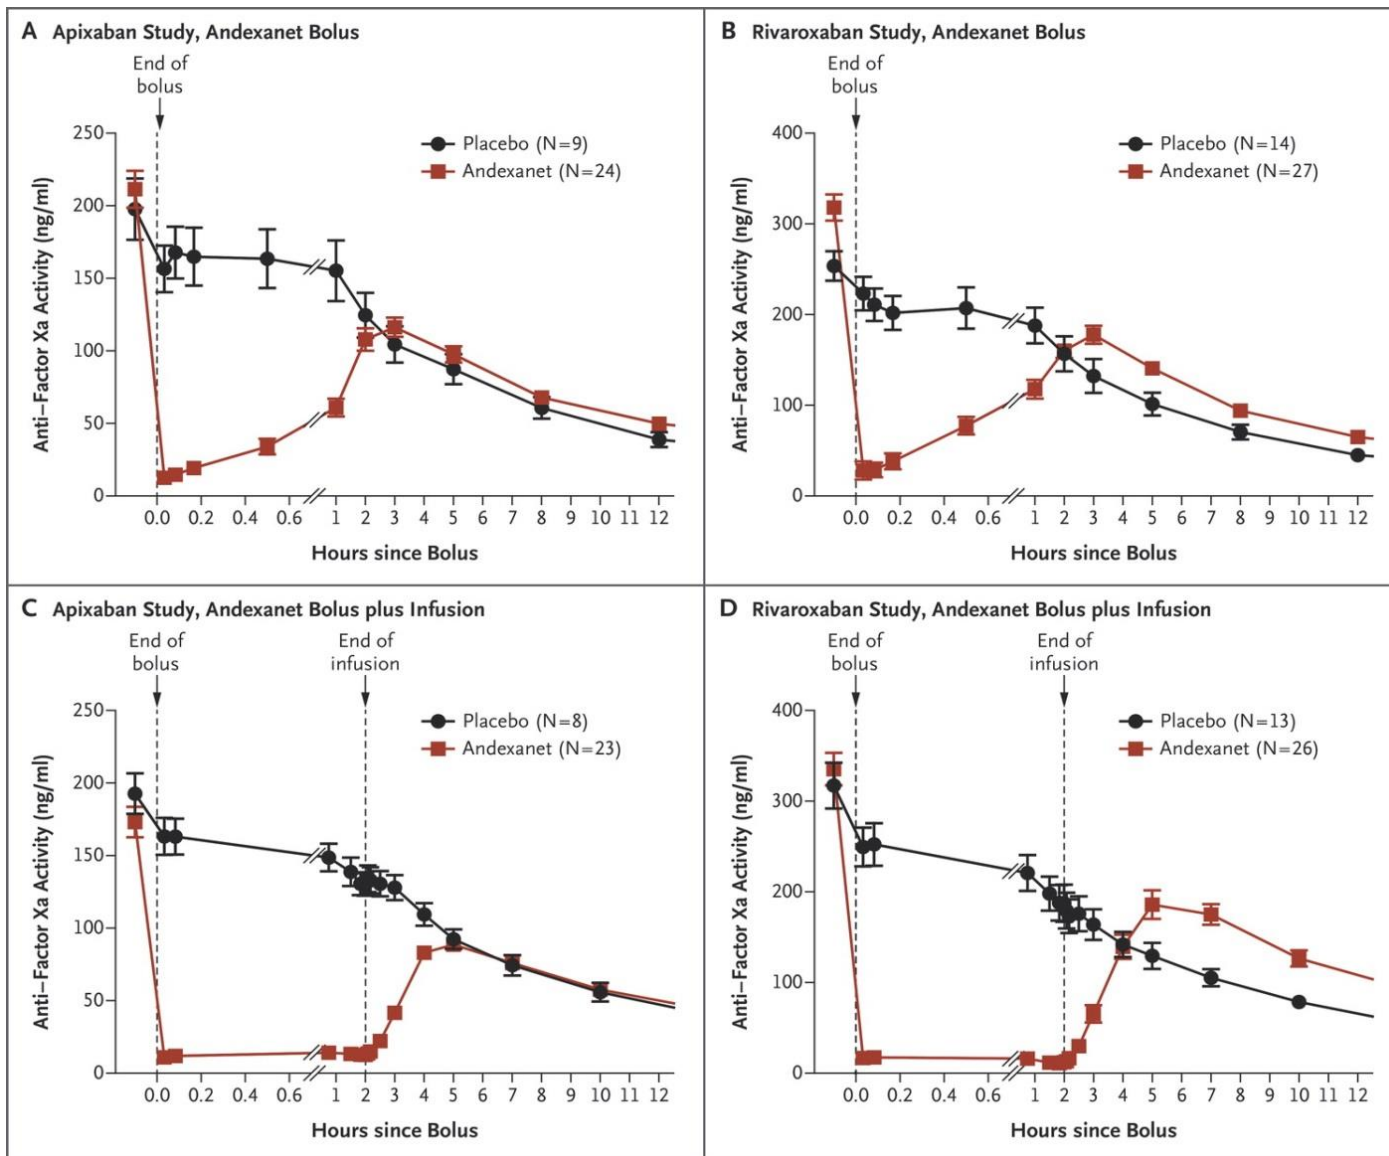 A Apixaban Study, Andexanet Bolus
End of
bolus
Anti–Factor Xa Activity (ng/ml)
250
200
150
100
50
0
Placebo (N=9)
Andexanet (N=24)
0.0 0.2 0.4 0.6 1 2 3 4 5 6 7 8 9 10 11 12
Hours since Bolus
B Rivaroxaban Study, Andexanet Bolus
End of
bolus
Anti–Factor Xa Activity (ng/ml)
400
300
200
100
0
Placebo (N=14)
Andexanet (N=27)
0.0 0.2 0.4 0.6 1 2 3 4 5 6 7 8 9 10 11 12
Hours since Bolus
C Apixaban Study, Andexanet Bolus plus Infusion
End of
bolus
End of
infusion
Anti–Factor Xa Activity (ng/ml)
250
200
150
100
50
0
Placebo (N=8)
Andexanet (N=23)
0.0 0.2 0.4 0.6 1 2 3 4 5 6 7 8 9 10 11 12
Hours since Bolus
D Rivaroxaban Study, Andexanet Bolus plus Infusion
End of
bolus
End of
infusion
Anti–Factor Xa Activity (ng/ml)
400
300
200
100
0
Placebo (N=13)
Andexanet (N=26)
0.0 0.2 0.4 0.6 1 2 3 4 5 6 7 8 9 10 11 12
Hours since Bolus